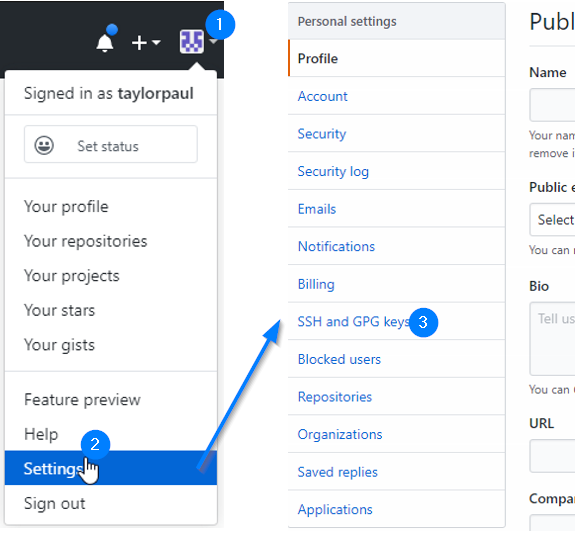 1
Signed in as taylorpaul
Set status
Your profile
Your repositories
Your projects
Your stars
Your gists
Feature preview
Help
2
Settings
Sign out
Personal settings
Profile
Account
Security
Security log
Emails
Notifications
Billing
SSH and GPG keys
3
Blocked users
Repositories
Organizations
Saved replies
Applications
Publ
Name
Your nam
remove i
Public e
Select
You can
Bio
Tell us
You can
URL
Compa